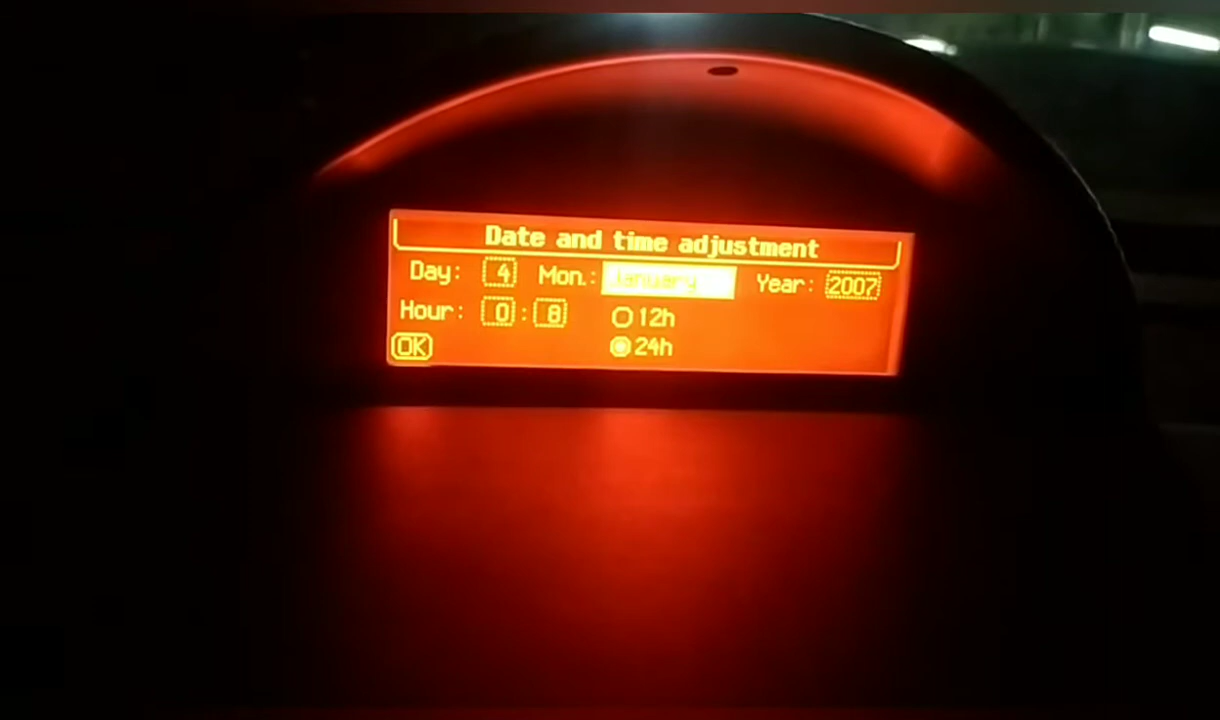 Date and time adjustment
Day: 4 Mon.: January Year: 2007
Hour: 0 : 8 12h
OK 24h